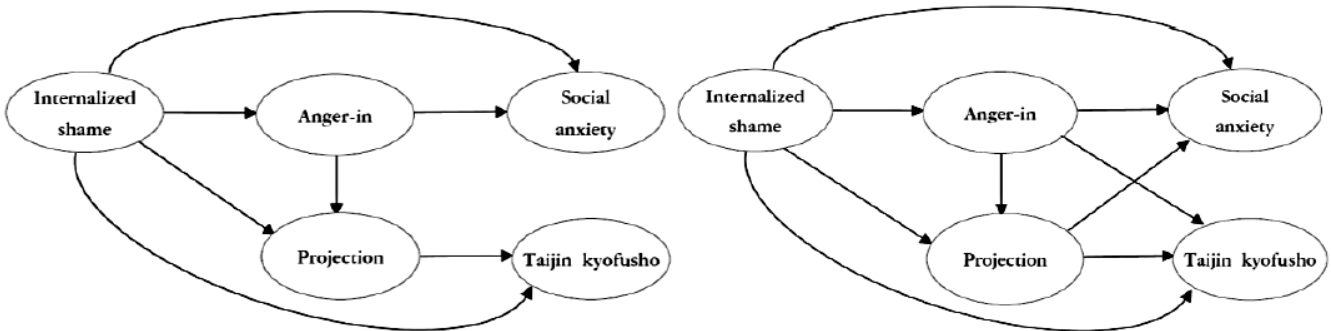 Internalized
shame
Anger-in
Social
anxiety
Projection
Taijin kyofusho
Internalized
shame
Anger-in
Social
anxiety
Projection
Taijin kyofusho